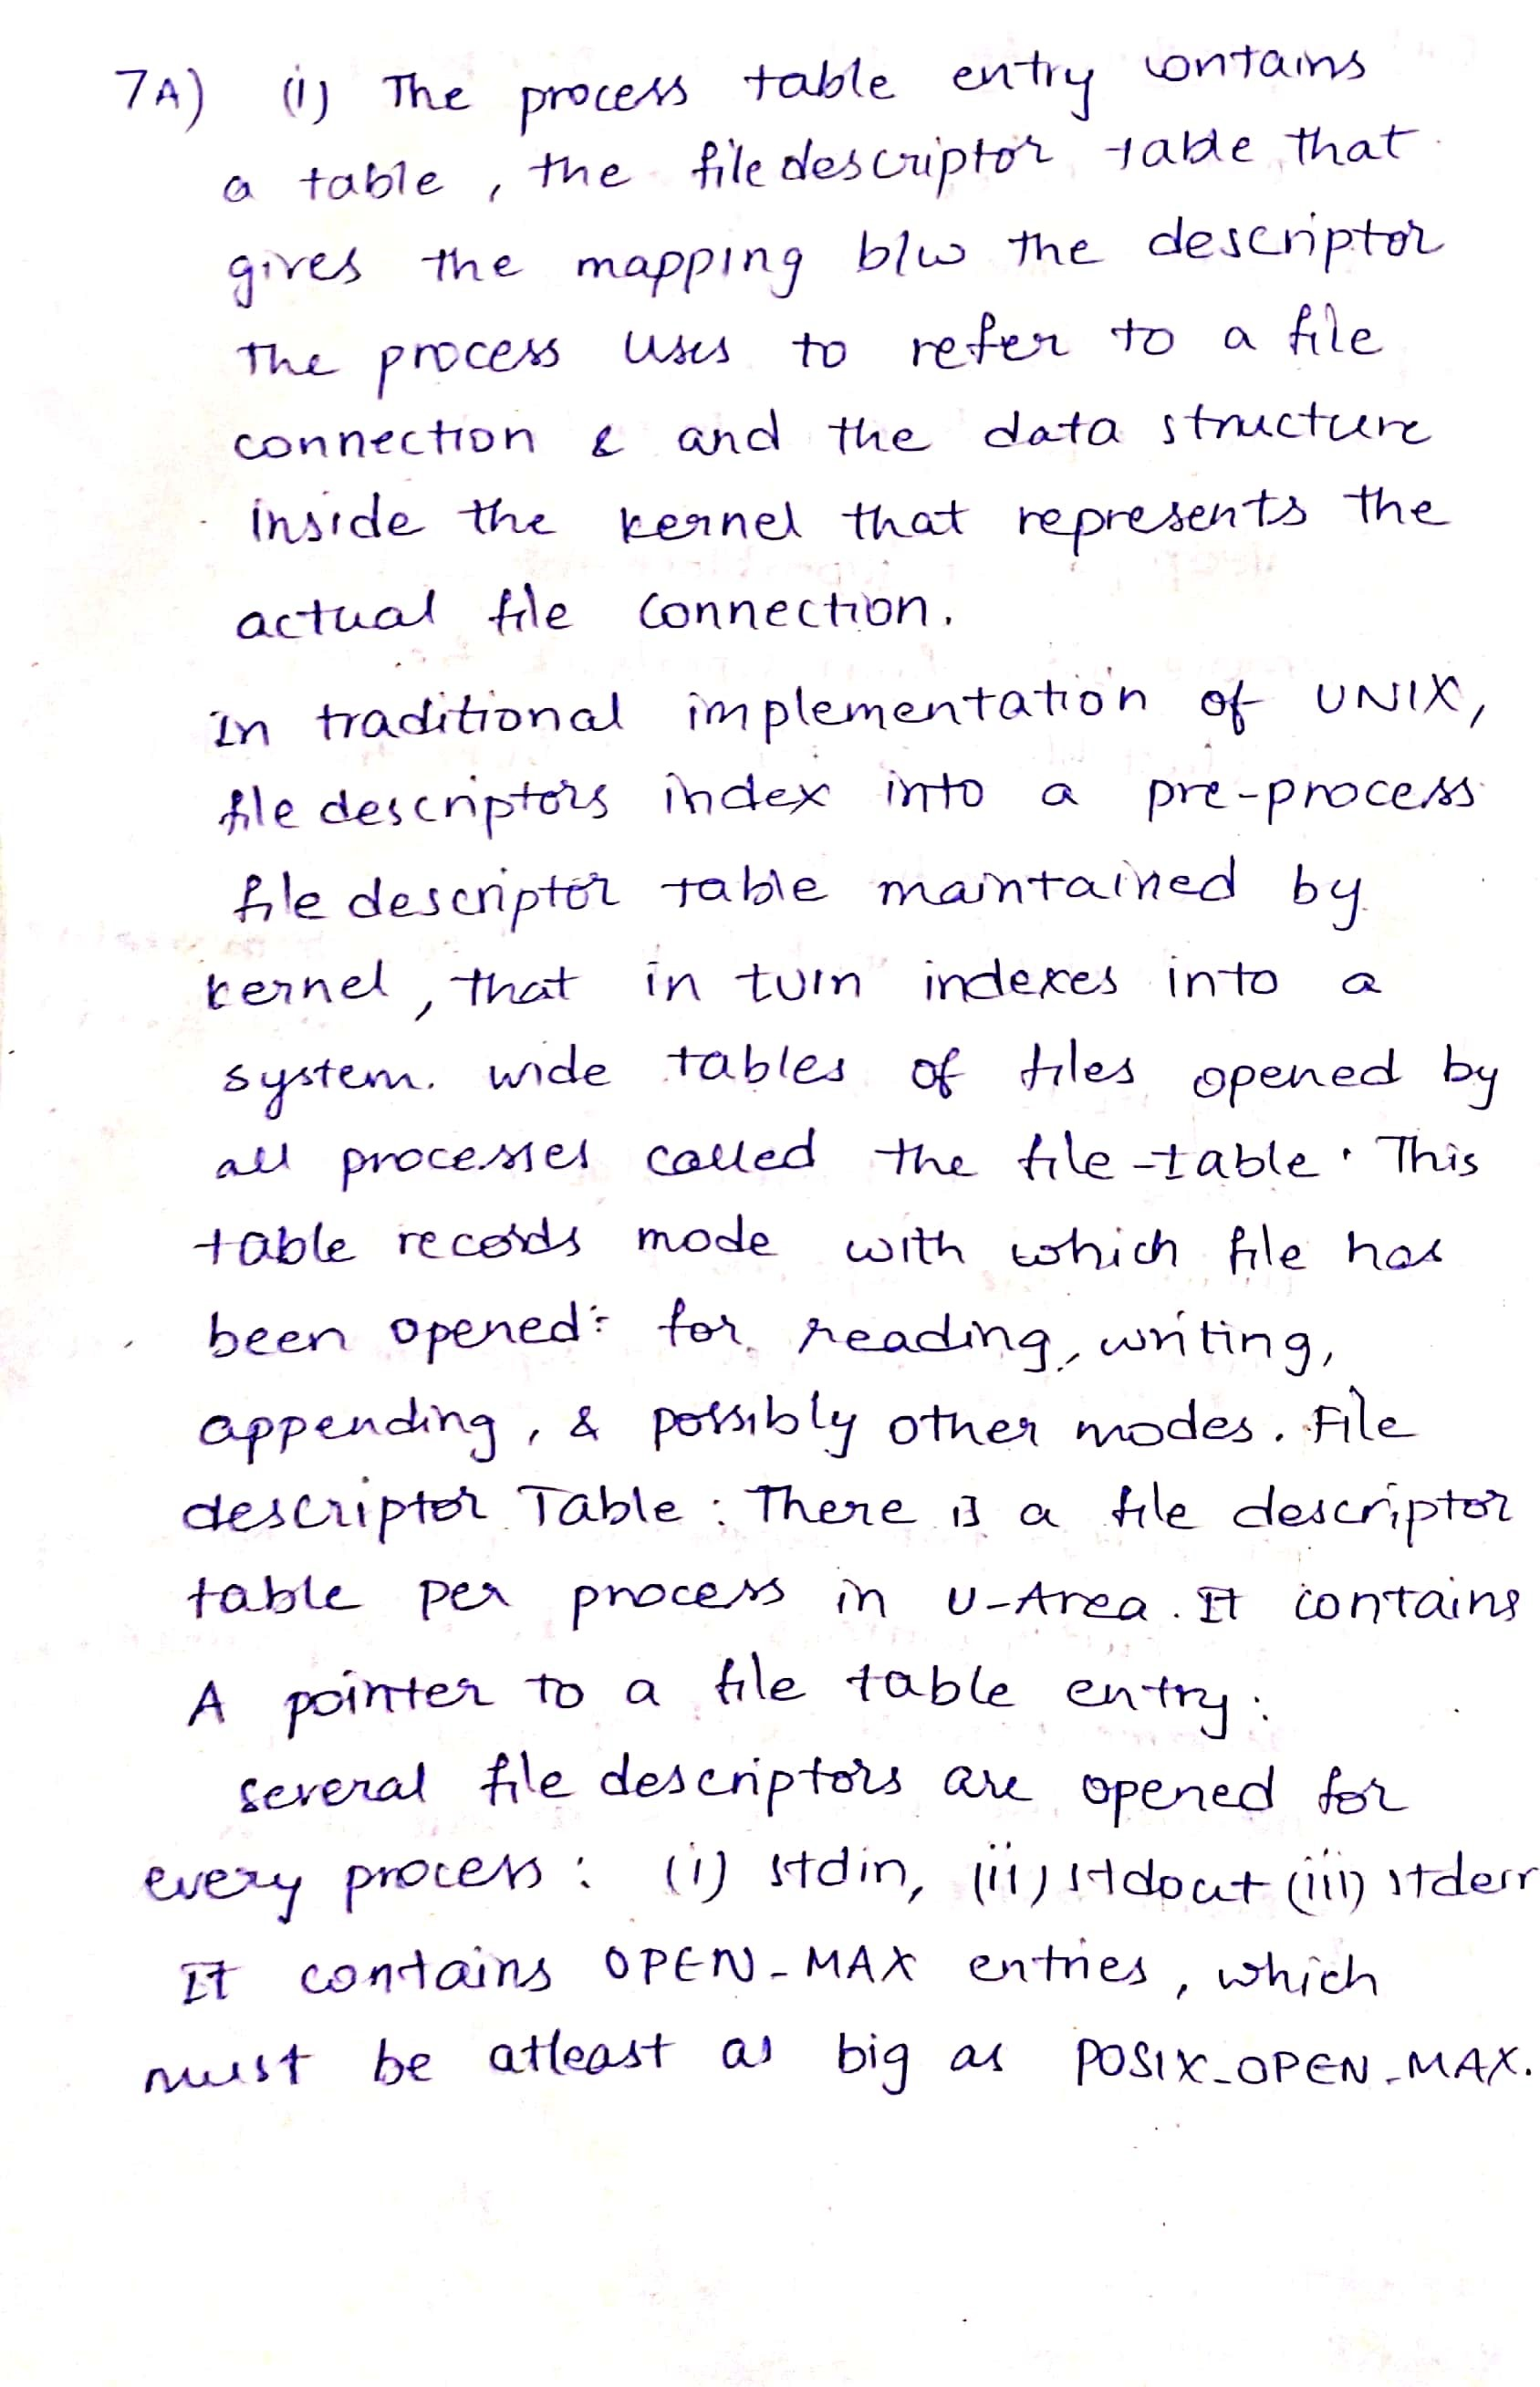 7A) (i) The process table entry contains
a table , the file descriptor table that
gives the mapping b/w the descriptor
the process uses to refer to a file
connection & and the data structure
inside the kernel that represents the
actual file connection.
In traditional implementation of UNIX,
file descriptors index into a pre-process
file descriptor table maintained by
kernel , that in turn indexes into a
system. wide tables of files opened by
all processes called the file-table. This
table records mode with which file has
been opened: for reading, writing,
appending, & possibly other modes. File
descriptor Table : There is a file descriptor
table per process in U-Area. It contains
A pointer to a file table entry.
several file descriptors are opened for
every process : (i) stdin, (ii) stdout (iii) stderr
It contains OPEN-MAX entries, which
must be atleast as big as POSIX-OPEN-MAX.